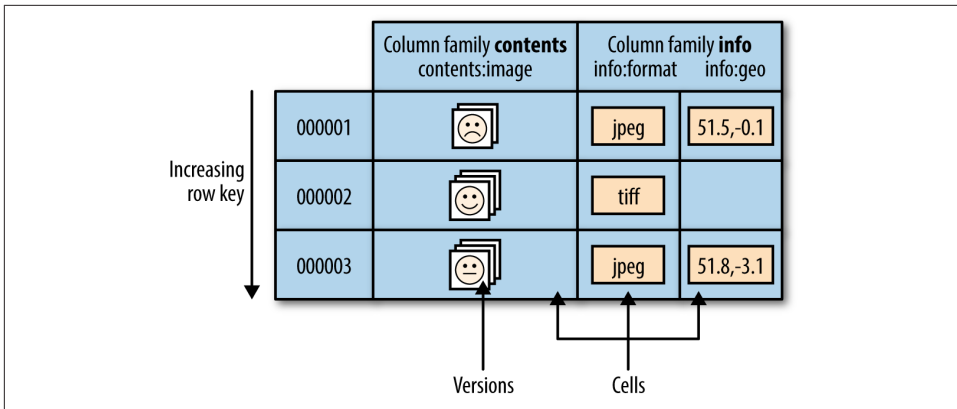 Column family contents
contents:image
Column family info
info:format info:geo
000001
jpeg
51.5,-0.1
Increasing
row key
000002
tiff
000003
jpeg
51.8,-3.1
Versions
Cells